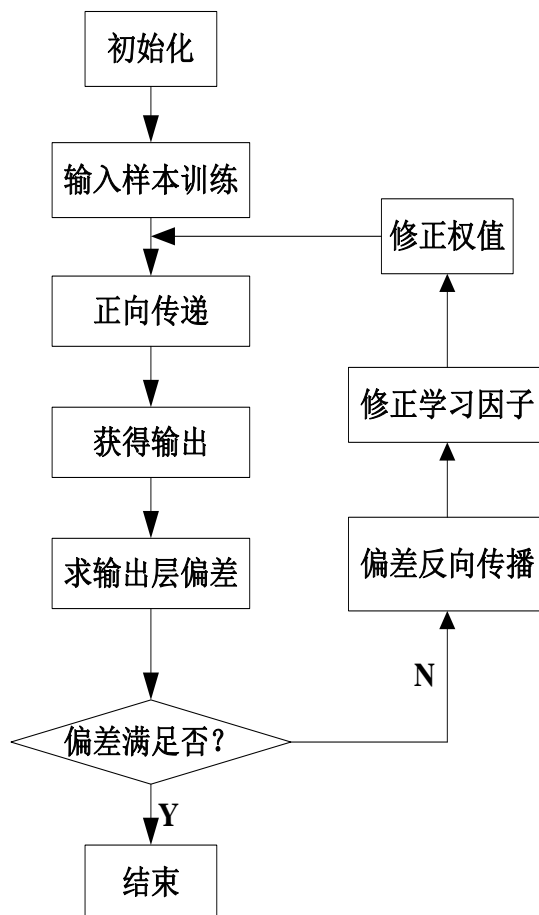 初始化
输入样本训练
修正权值
正向传递
修正学习因子
获得输出
偏差反向传播
求输出层偏差
N
偏差满足否？
Y
结束